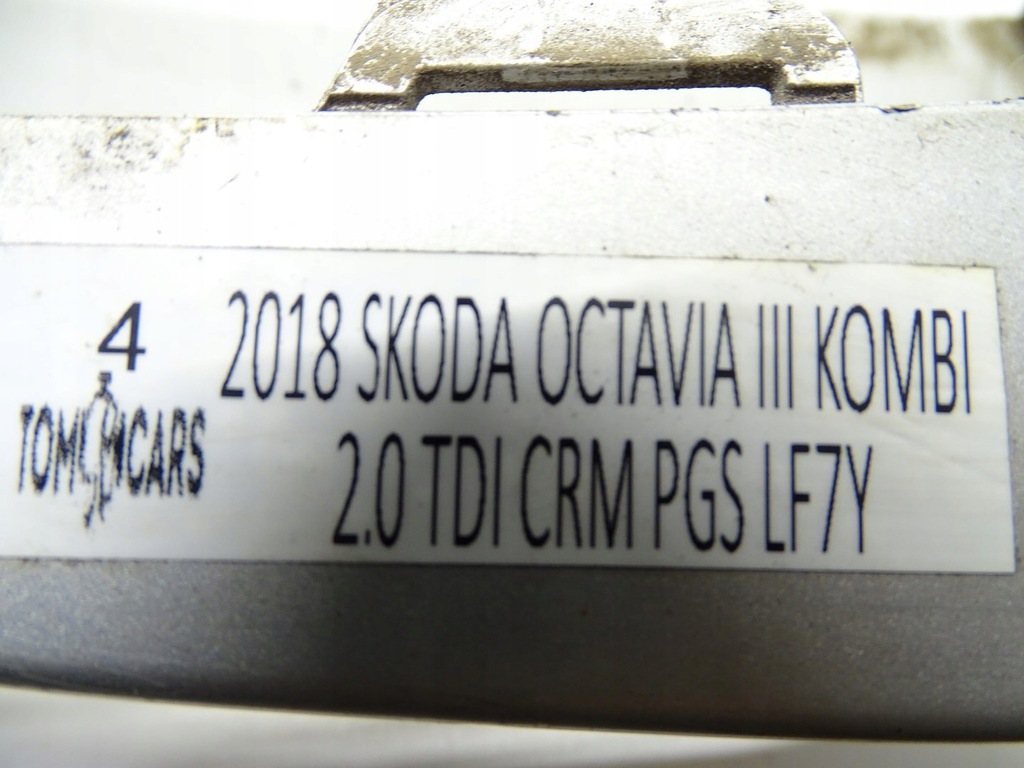 4
2018 SKODA OCTAVIA III KOMBI
2.0 TDI CRM PGS LF7Y